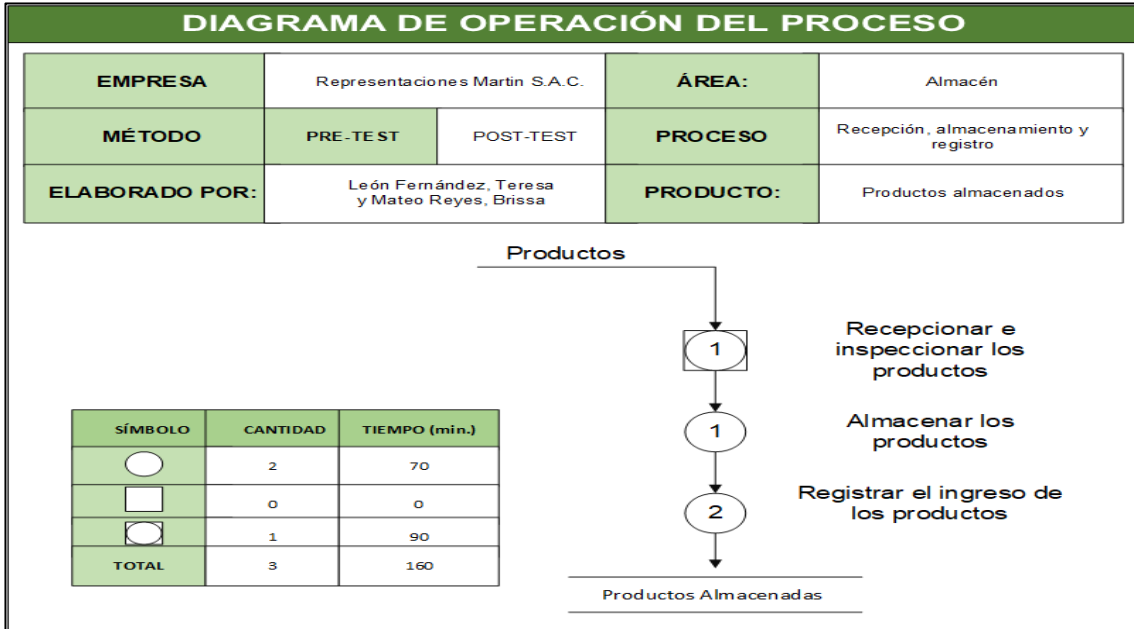 DIAGRAMA DE OPERACIÓN DEL PROCESO
EMPRESA
Representaciones Martin S.A.C.
ÁREA:
Almacén
MÉTODO
PRE-TEST
POST-TEST
PROCESO
Recepción, almacenamiento y
registro
ELABORADO POR:
León Fernández, Teresa
y Mateo Reyes, Brissa
PRODUCTO:
Productos almacenados
Productos
1
Recepcionar e
inspeccionar los
productos
1
Almacenar los
productos
2
Registrar el ingreso de
los productos
Productos Almacenadas
SÍMBOLO CANTIDAD TIEMPO (min.)
2 70
0 0
1 90
TOTAL 3 160